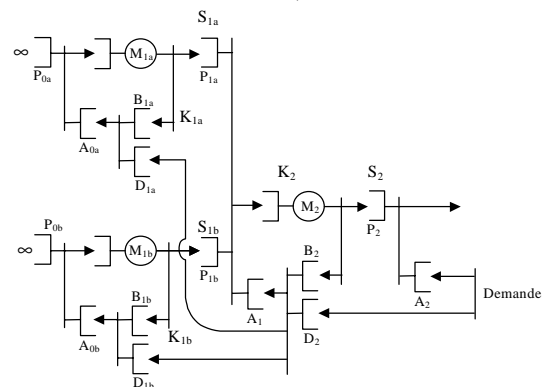 S1a
∞
P0a
M1a
P1a
B1a
K1a
A0a
D1a
K2
S2
M2
P2
P0b
S1b
∞
M1b
P1b
B2
A1
A2
Demande
B1b
D2
A0b
K1b
D1b